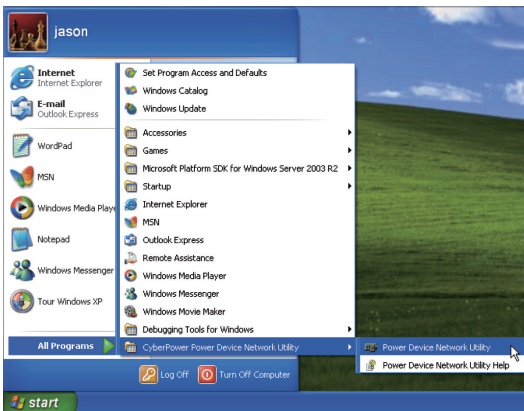 jason
Internet
Internet Explorer
E-mail
Outlook Express
WordPad
MSN
Windows Media Playe
Notepad
Windows Messenger
Tour Windows XP
All Programs
Set Program Access and Defaults
Windows Catalog
Windows Update
Accessories
Games
Microsoft Platform SDK for Windows Server 2003 R2
Startup
Internet Explorer
MSN
Outlook Express
Remote Assistance
Windows Media Player
Windows Messenger
Windows Movie Maker
Debugging Tools for Windows
CyberPower Power Device Network Utility
Power Device Network Utility
Power Device Network Utility Help
Log Off
Turn Off Computer
start